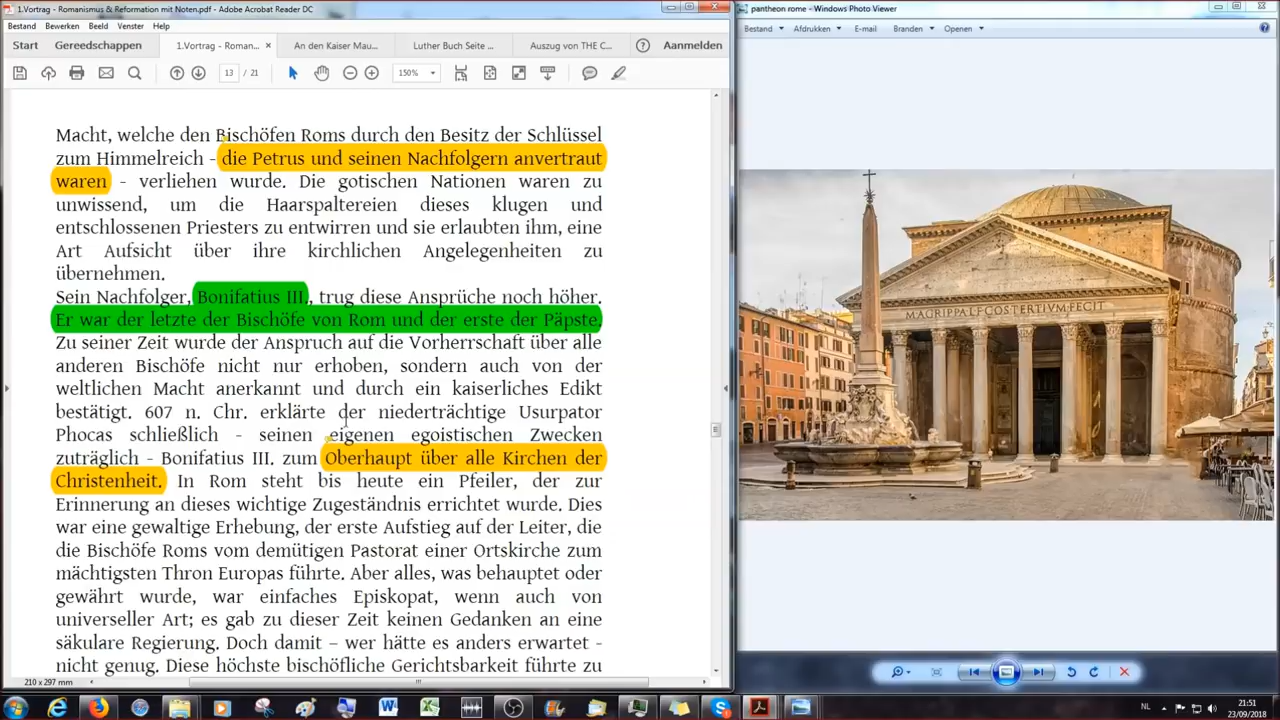 1.Vortrag - Romanismus & Reformation mit Noten.pdf - Adobe Acrobat Reader DC
Bestand Bewerken Beeld Venster Help
Start Gereedschappen 1.Vortrag - Roman... × An den Kaiser Mau... Luther Buch Seite ... Auszug von THE C... Aanmelden
13 / 21 150%
Macht, welche den Bischöfen Roms durch den Besitz der Schlüssel
zum Himmelreich - die Petrus und seinen Nachfolgern anvertraut
waren - verliehen wurde. Die gotischen Nationen waren zu
unwissend, um die Haarspaltereien dieses klugen und
entschlossenen Priesters zu entwirren und sie erlaubten ihm, eine
Art Aufsicht über ihre kirchlichen Angelegenheiten zu
übernehmen.
Sein Nachfolger, Bonifatius III., trug diese Ansprüche noch höher.
Er war der letzte der Bischöfe von Rom und der erste der Päpste.
Zu seiner Zeit wurde der Anspruch auf die Vorherrschaft über alle
anderen Bischöfe nicht nur erhoben, sondern auch von der
weltlichen Macht anerkannt und durch ein kaiserliches Edikt
bestätigt. 607 n. Chr. erklärte der niederträchtige Usurpator
Phocas schließlich - seinen eigenen egoistischen Zwecken
zuträglich - Bonifatius III. zum Oberhaupt über alle Kirchen der
Christenheit. In Rom steht bis heute ein Pfeiler, der zur
Erinnerung an dieses wichtige Zugeständnis errichtet wurde. Dies
war eine gewaltige Erhebung, der erste Aufstieg auf der Leiter, die
die Bischöfe Roms vom demütigen Pastorat einer Ortskirche zum
mächtigsten Thron Europas führte. Aber alles, was behauptet oder
gewährt wurde, war einfaches Episkopat, wenn auch von
universeller Art; es gab zu dieser Zeit keinen Gedanken an eine
säkulare Regierung. Doch damit – wer hätte es anders erwartet -
nicht genug. Diese höchste bischöfliche Gerichtsbarkeit führte zu
210 x 297 mm
pantheon rome - Windows Photo Viewer
Bestand Afdrukken E-mail Branden Openen
M·AGRIPPA·L·F·COS·TERTIVM·FECIT
NL 21:51
23/09/2018